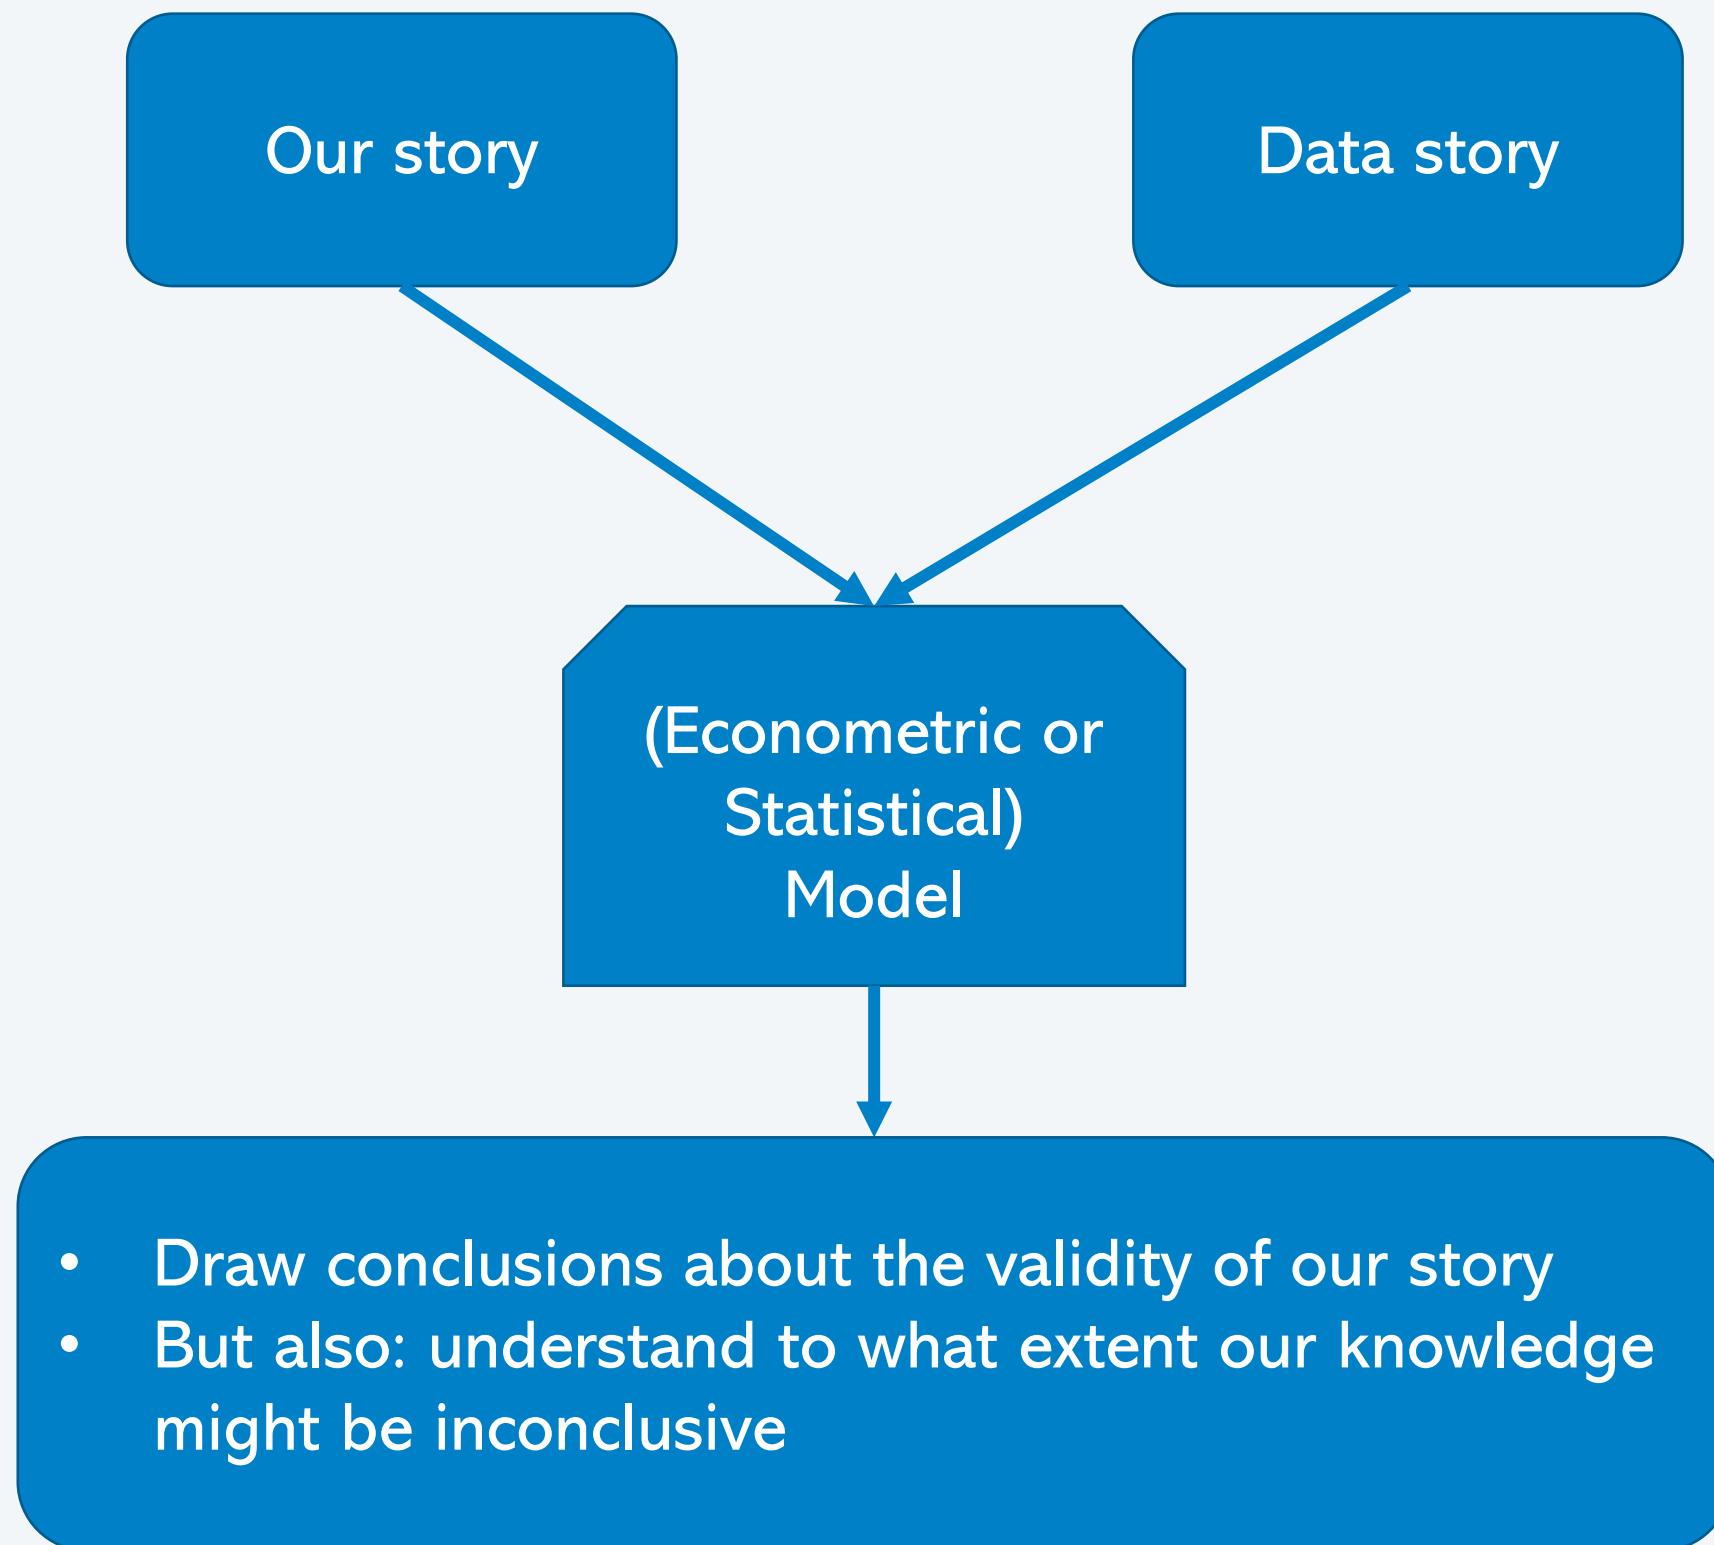 Our story
Data story
(Econometric or
Statistical)
Model
• Draw conclusions about the validity of our story
• But also: understand to what extent our knowledge
might be inconclusive